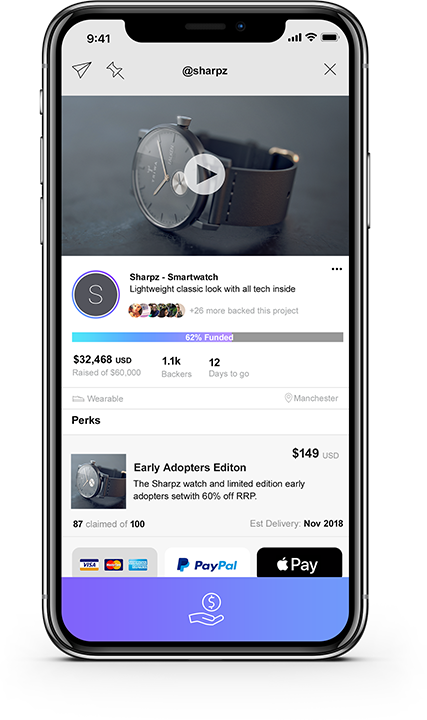 9:41
@sharpz
Sharpz - Smartwatch
Lightweight classic look with all tech inside
+26 more backed this project
62% Funded
$32,468 USD
Raised of $60,000
1.1k
Backers
12
Days to go
Wearable
Manchester
Perks
$149 USD
Early Adopters Editon
The Sharpz watch and limited edition early
adopters setwith 60% off RRP.
87 claimed of 100
Est Delivery: Nov 2018
VISA
PayPal
Pay